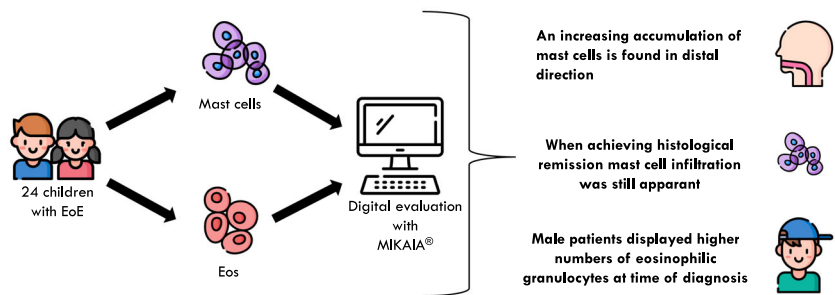 Mast cells
24 children
with EoE
Eos
Digital evaluation
with
MIKAIA®
An increasing accumulation of
mast cells is found in distal
direction
When achieving histological
remission mast cell infiltration
was still apparant
Male patients displayed higher
numbers of eosinophilic
granulocytes at time of diagnosis